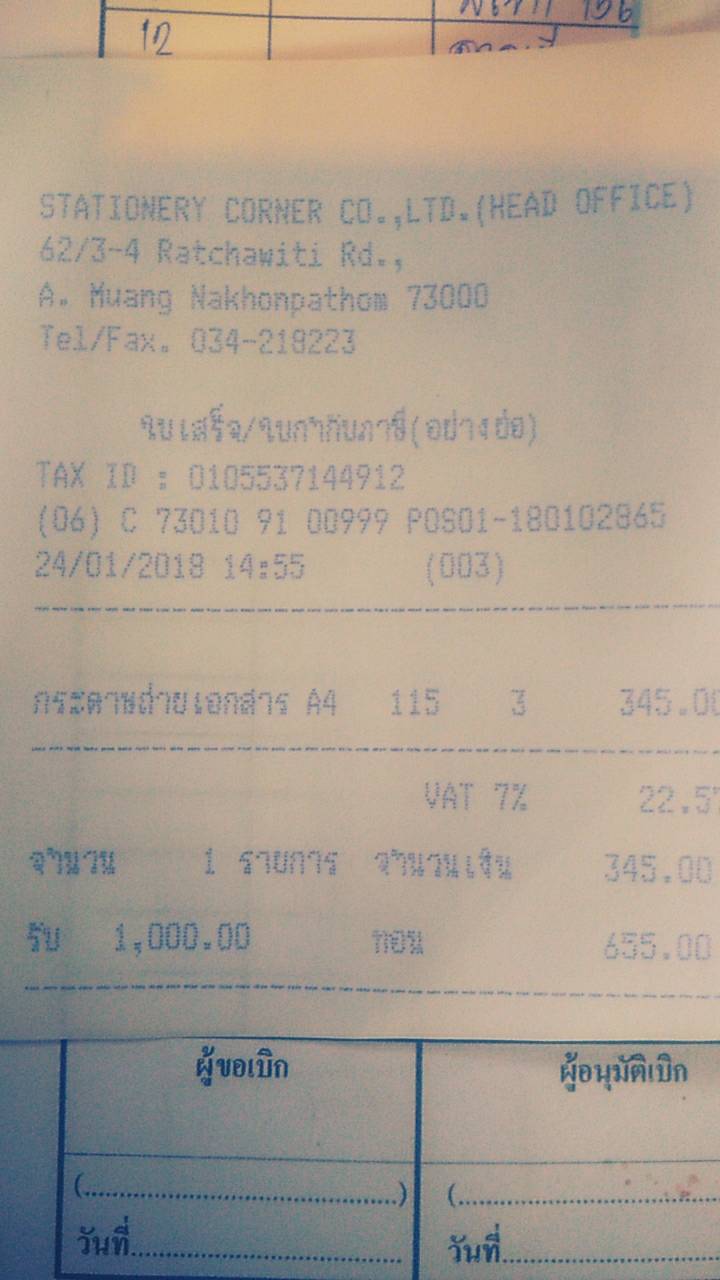 12
STATIONERY CORNER CO.,LTD.(HEAD OFFICE)
62/3-4 Ratchawiti Rd.,
A. Muang Nakhonpathom 73000
Tel/Fax. 034-218223
ใบเสร็จ/ใบกำกับภาษี(อย่างย่อ)
TAX ID : 0105537144912
(06) C 73010 91 00999 POS01-180102865
24/01/2018 14:55 (003)
กระดาษถ่ายเอกสาร A4 115 3 345.00
VAT 7% 22.57
จำนวน 1 รายการ จำนวนเงิน 345.00
รับ 1,000.00 ทอน 655.00
ผู้ขอเบิก ผู้อนุมัติเบิก
(....................................) (....................................
วันที่.................................... วันที่....................................